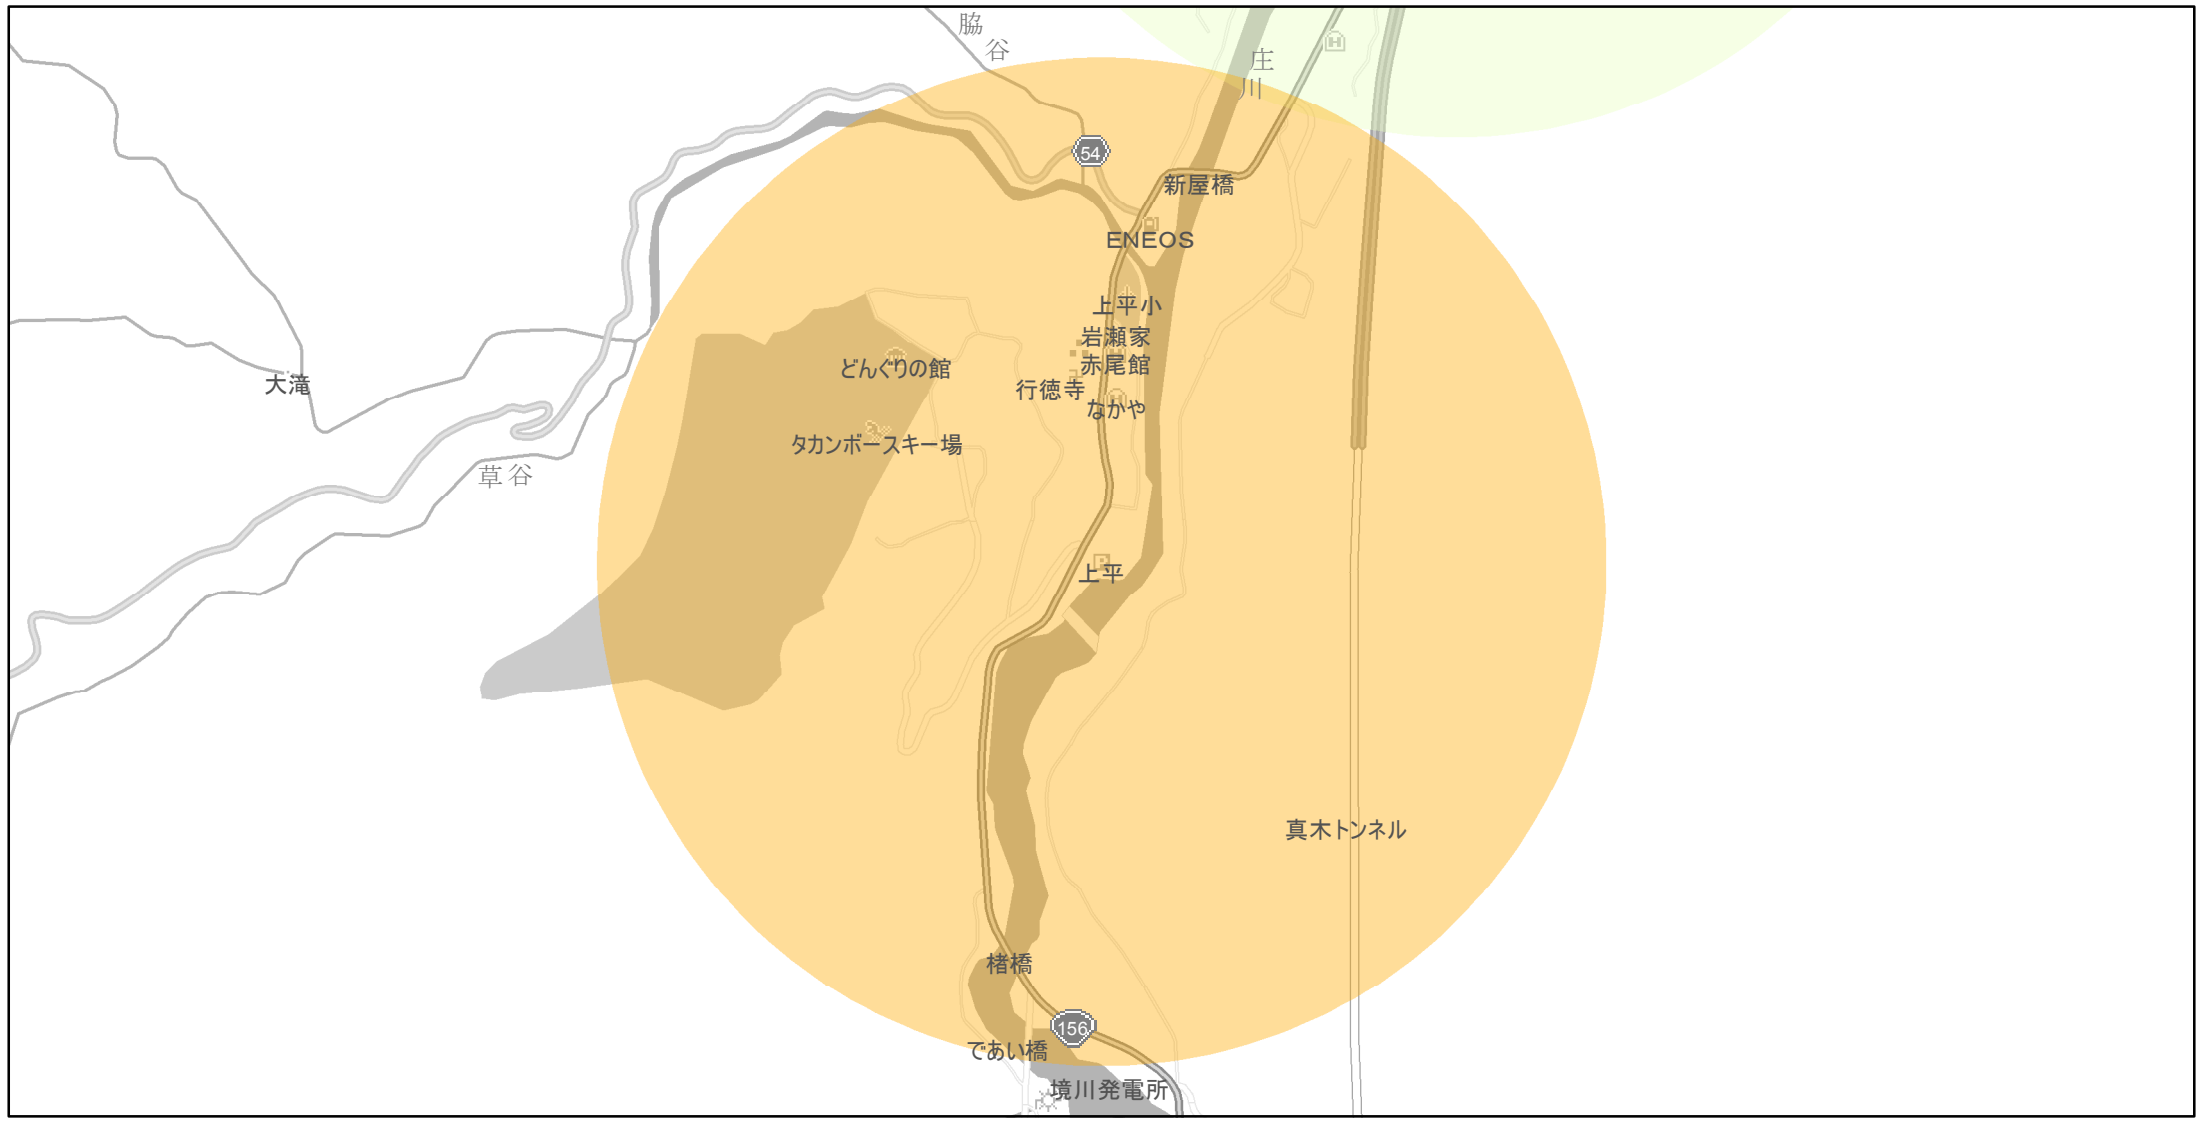 脇谷
庄川
54
新屋橋
ENEOS
上平小
岩瀬家
赤尾館
どんぐりの館
大滝
行徳寺
なかや
タカンボースキー場
草谷
上平
真木トンネル
楮橋
156
であい橋
境川発電所